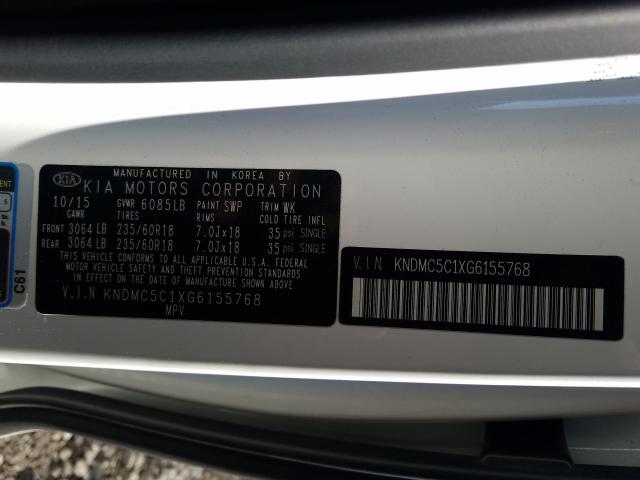 MANUFACTURED IN KOREA BY
KIA KIA MOTORS CORPORATION
10/15 GVWR 6085LB PAINT SWP TRIM WK
GAWR TIRES RIMS COLD TIRE INFL
FRONT 3064 LB 235/60R18 7.0Jx18 35 psi SINGLE
REAR 3064 LB 235/60R18 7.0Jx18 35 psi SINGLE
THIS VEHICLE CONFORMS TO ALL APPLICABLE U.S.A. FEDERAL
MOTOR VEHICLE SAFETY, BUMPER, AND THEFT PREVENTION STANDARDS
IN EFFECT ON THE DATE OF MANUFACTURE SHOWN ABOVE.
V.I.N KNDMC5C1XG6155768
MPV
V.I.N KNDMC5C1XG6155768
C61